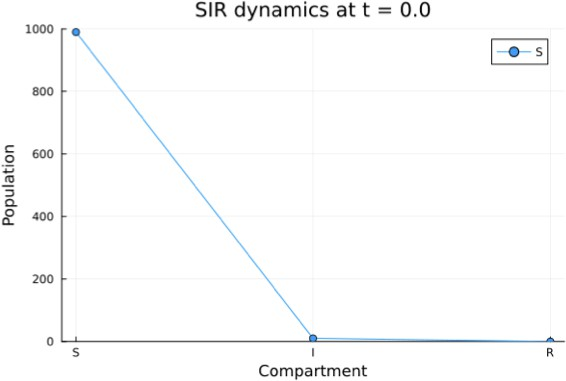 SIR dynamics at t = 0.0
1000
800
600
400
200
0
Population
S
S
I
R
Compartment